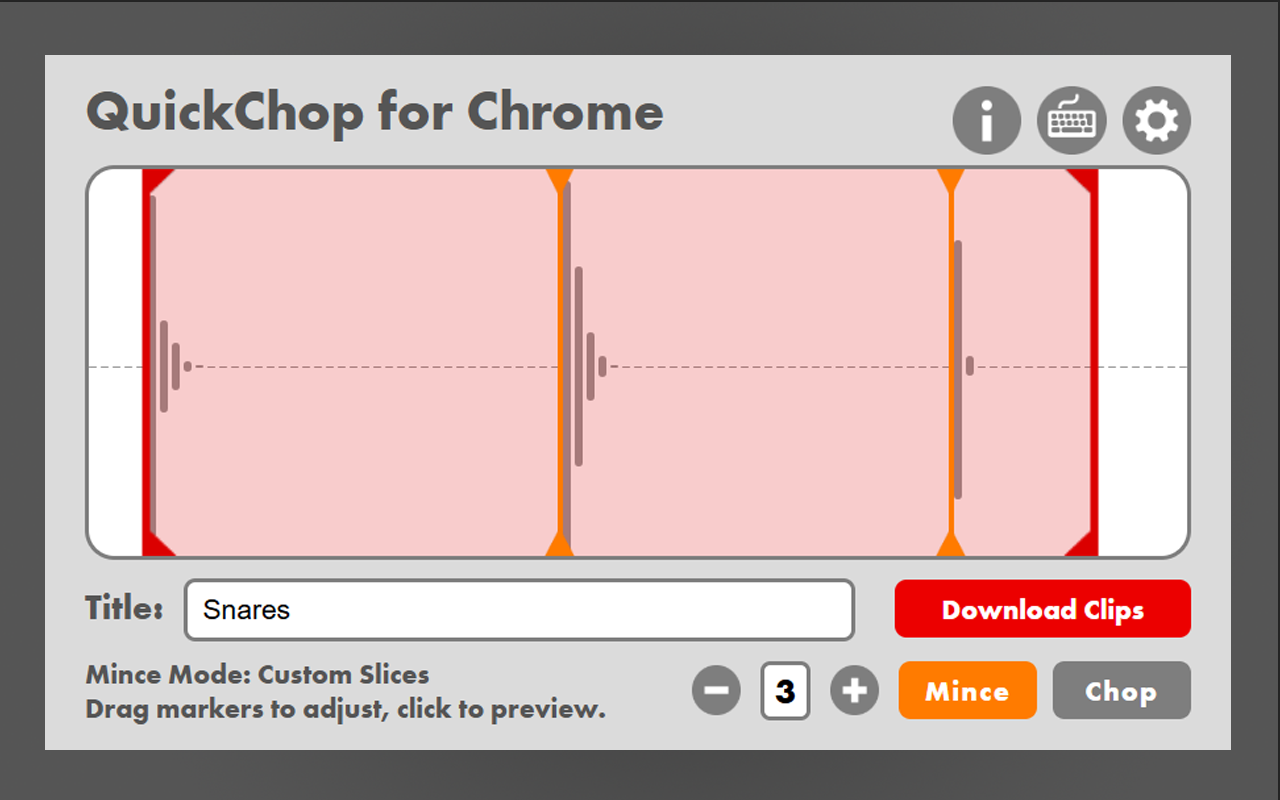 QuickChop for Chrome
Title: Snares
Download Clips
Mince Mode: Custom Slices
Drag markers to adjust, click to preview.
3
Mince
Chop